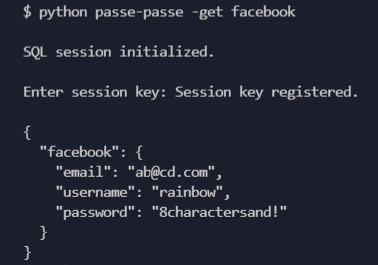 $ python passe-passe -get facebook
SQL session initialized.
Enter session key: Session key registered.
{
  "facebook": {
    "email": "ab@cd.com",
    "username": "rainbow",
    "password": "8charactersand!"
  }
}